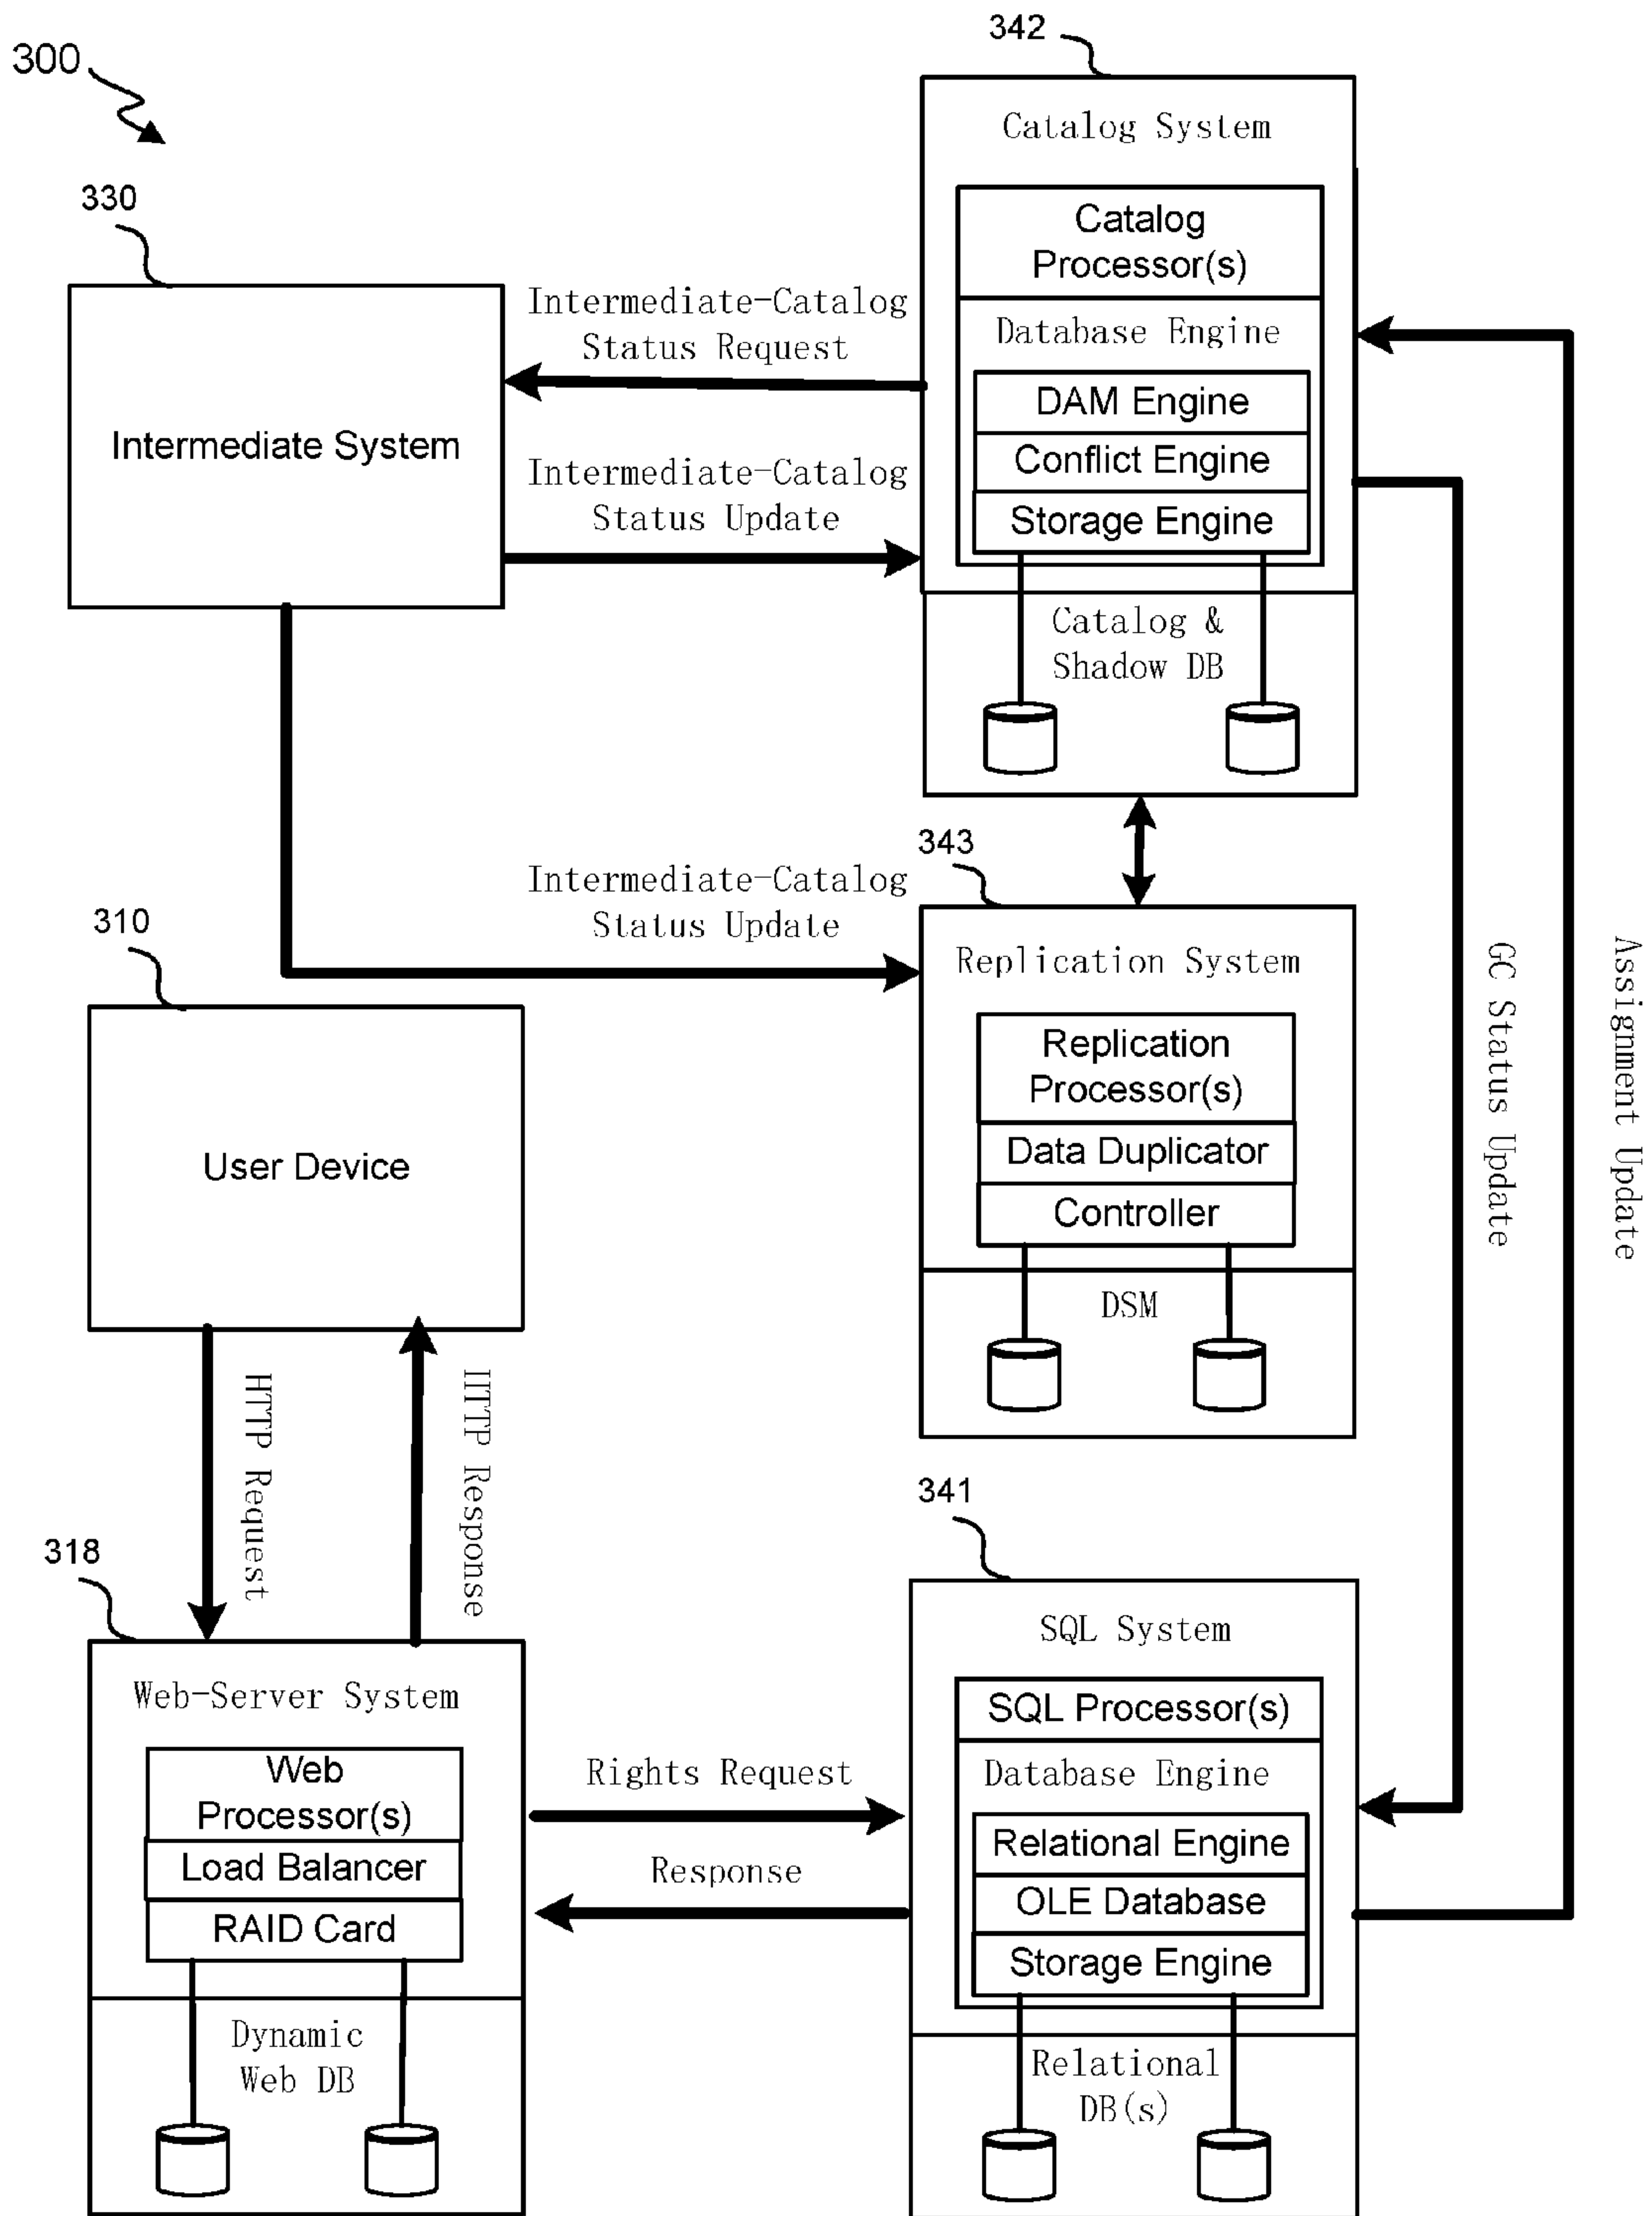 300
342
Catalog System
Catalog
Processor(s)
Database Engine
DAM Engine
Conflict Engine
Storage Engine
Catalog &
Shadow DB
330
Intermediate System
Intermediate-Catalog
Status Request
Intermediate-Catalog
Status Update
Intermediate-Catalog
Status Update
343
Replication System
Replication
Processor(s)
Data Duplicator
Controller
DSM
GC Status Update
Assignment Update
310
User Device
HTTP Request
HTTP Response
318
Web-Server System
Web
Processor(s)
Load Balancer
RAID Card
Dynamic
Web DB
Rights Request
Response
341
SQL System
SQL Processor(s)
Database Engine
Relational Engine
OLE Database
Storage Engine
Relational
DB(s)